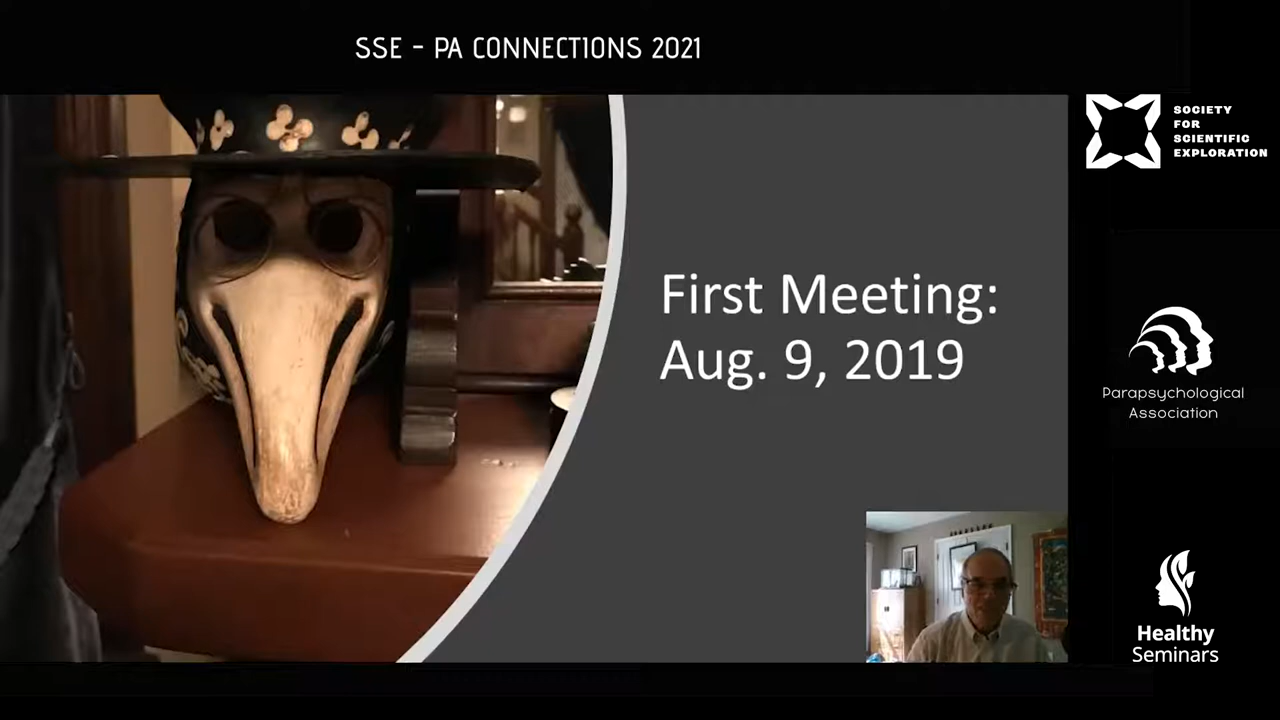 SSE - PA CONNECTIONS 2021
First Meeting:
Aug. 9, 2019
SOCIETY
FOR
SCIENTIFIC
EXPLORATION
Parapsychological
Association
Healthy
Seminars